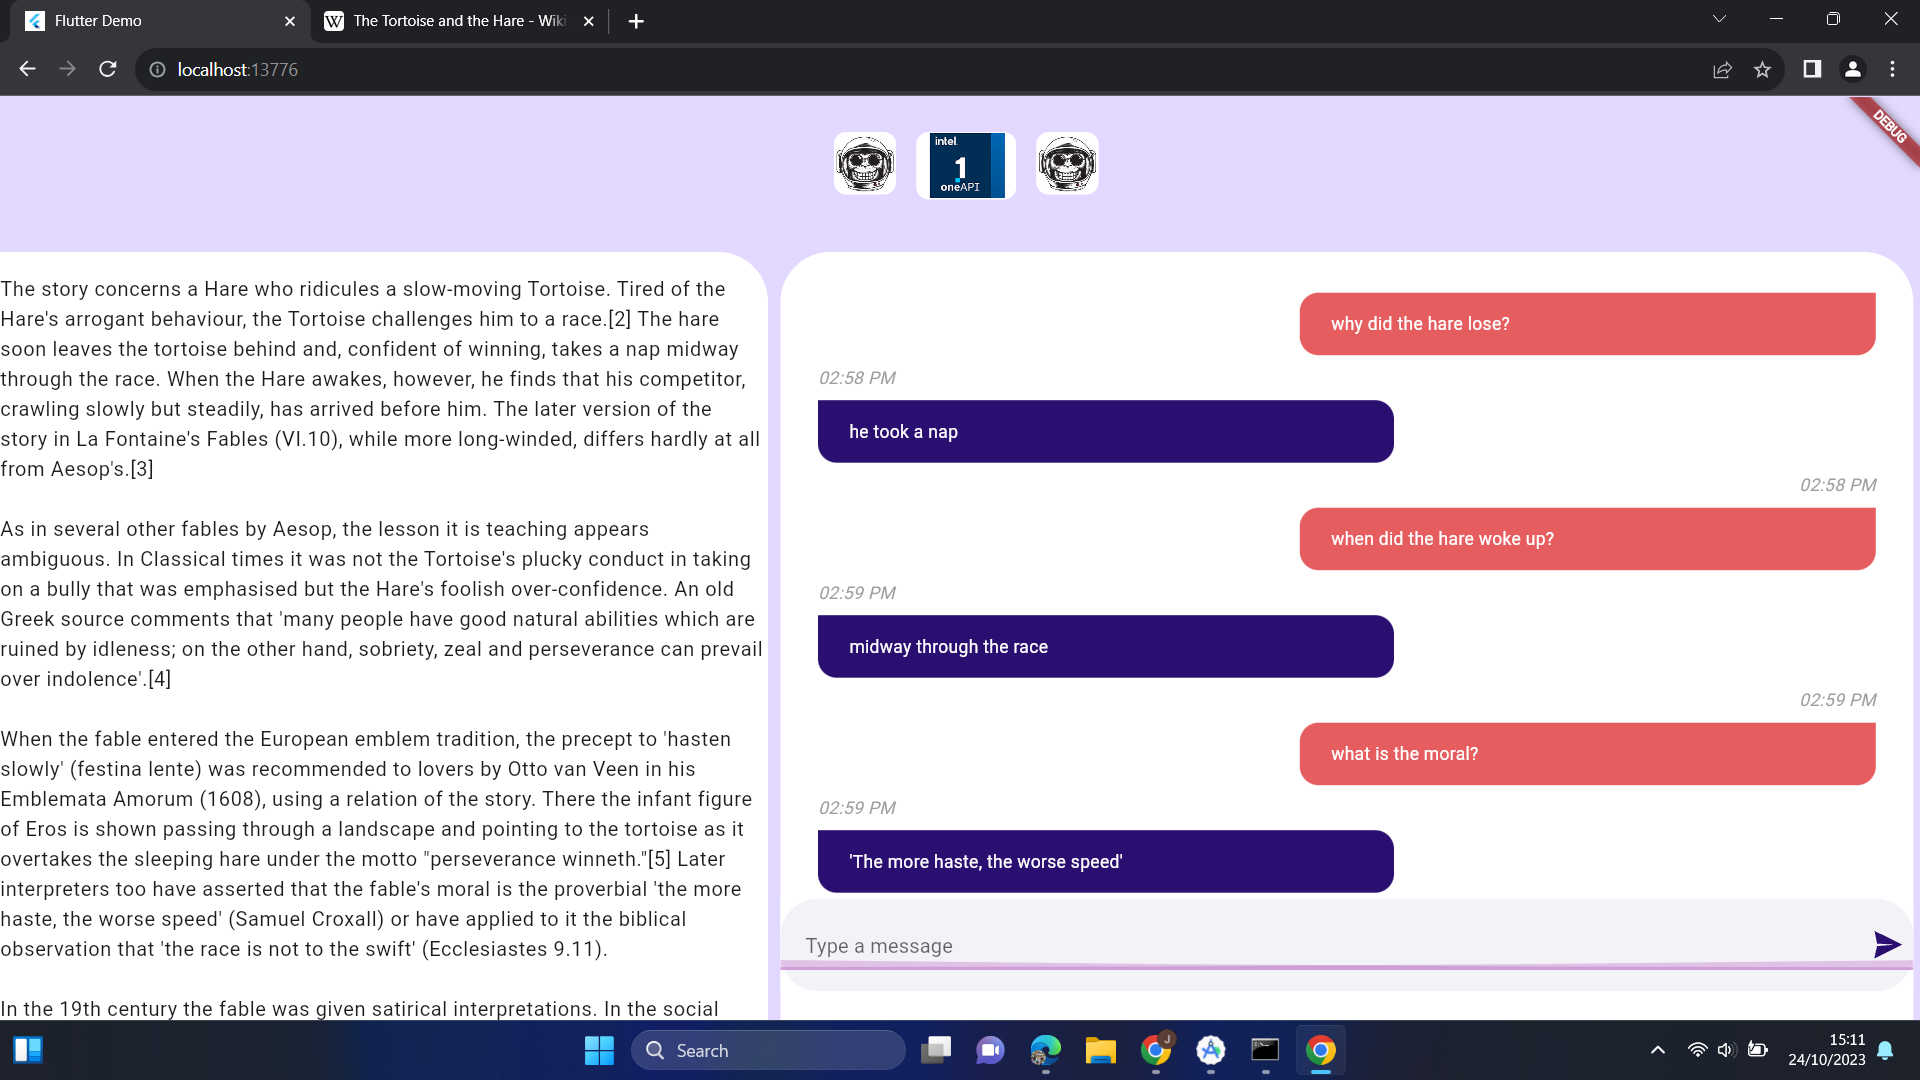 Flutter Demo
The Tortoise and the Hare - Wiki
localhost:13776
DEBUG
intel.
1
oneAPI
The story concerns a Hare who ridicules a slow-moving Tortoise. Tired of the
Hare's arrogant behaviour, the Tortoise challenges him to a race.[2] The hare
soon leaves the tortoise behind and, confident of winning, takes a nap midway
through the race. When the Hare awakes, however, he finds that his competitor,
crawling slowly but steadily, has arrived before him. The later version of the
story in La Fontaine's Fables (VI.10), while more long-winded, differs hardly at all
from Aesop's.[3]
As in several other fables by Aesop, the lesson it is teaching appears
ambiguous. In Classical times it was not the Tortoise's plucky conduct in taking
on a bully that was emphasised but the Hare's foolish over-confidence. An old
Greek source comments that 'many people have good natural abilities which are
ruined by idleness; on the other hand, sobriety, zeal and perseverance can prevail
over indolence'.[4]
When the fable entered the European emblem tradition, the precept to 'hasten
slowly' (festina lente) was recommended to lovers by Otto van Veen in his
Emblemata Amorum (1608), using a relation of the story. There the infant figure
of Eros is shown passing through a landscape and pointing to the tortoise as it
overtakes the sleeping hare under the motto "perseverance winneth."[5] Later
interpreters too have asserted that the fable's moral is the proverbial 'the more
haste, the worse speed' (Samuel Croxall) or have applied to it the biblical
observation that 'the race is not to the swift' (Ecclesiastes 9.11).
In the 19th century the fable was given satirical interpretations. In the social
why did the hare lose?
02:58 PM
he took a nap
02:58 PM
when did the hare woke up?
02:59 PM
midway through the race
02:59 PM
what is the moral?
02:59 PM
'The more haste, the worse speed'
Type a message
Search
J
15:11
24/10/2023